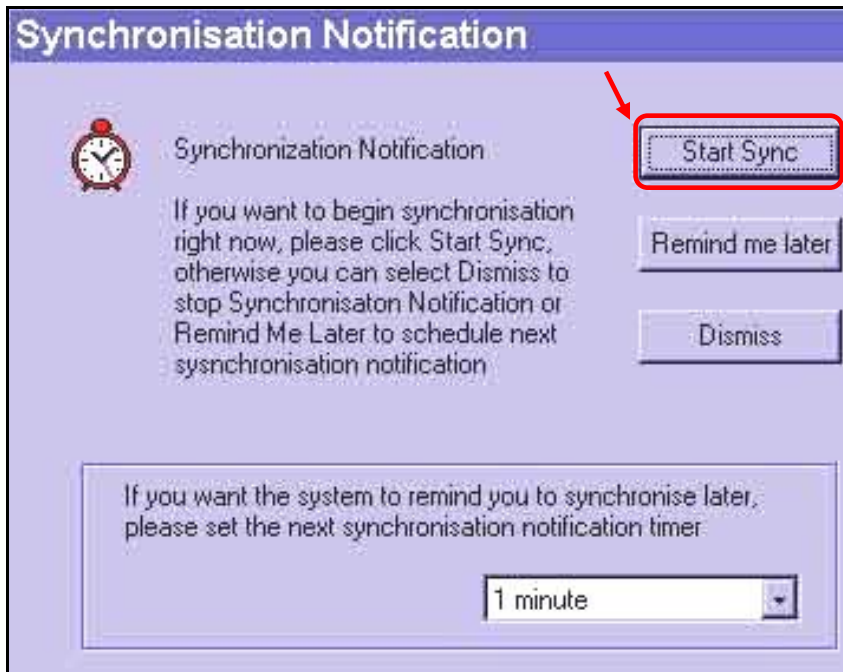 Synchronisation Notification
Synchronization Notification
Start Sync
If you want to begin synchronisation
right now, please click Start Sync,
otherwise you can select Dismiss to
stop Synchronisaton Notification or
Remind Me Later to schedule next
sysnchronisation notification
Remind me later
Dismiss
If you want the system to remind you to synchronise later,
please set the next synchronisation notification timer
1 minute